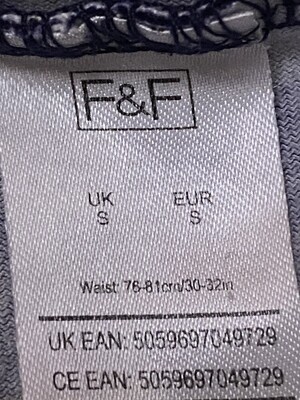 F&F
UK EUR
S S
Waist: 76-81cm/30-32in
UK EAN: 5059697049729
CE EAN: 5059697049729